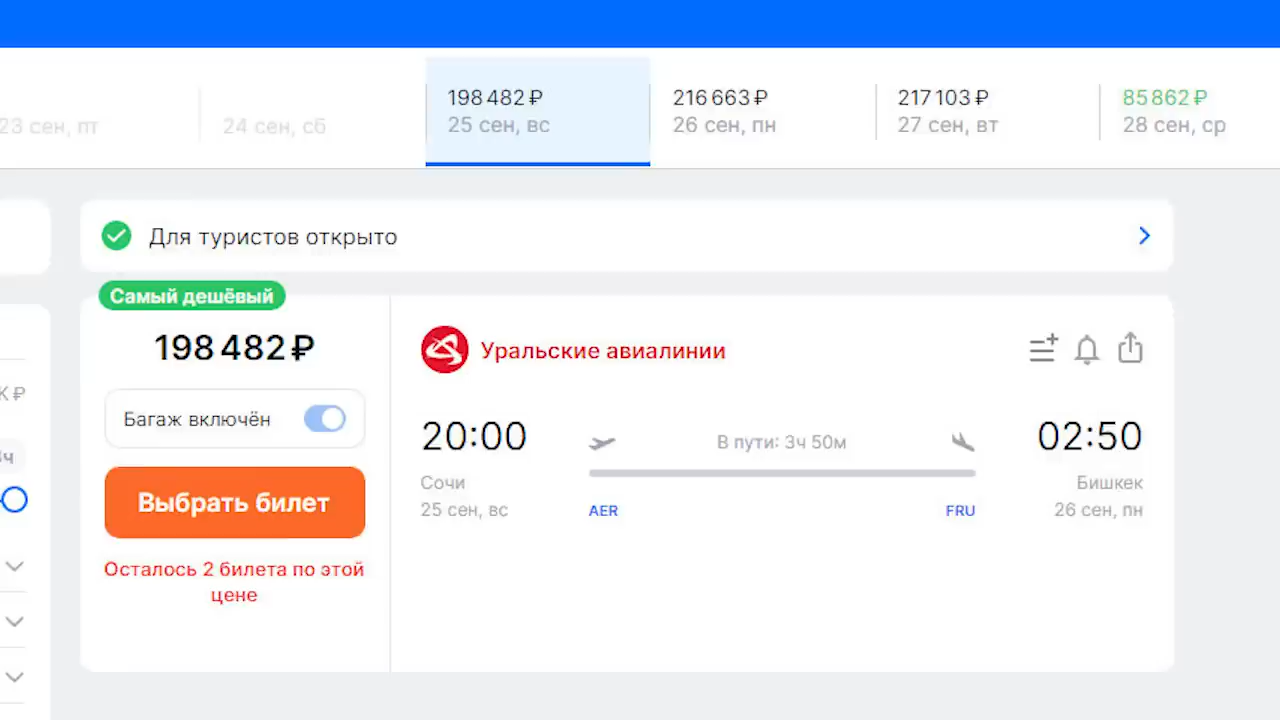 198 482 ₽
216 663 ₽
217 103 ₽
85 862 ₽
23 сен, пт
24 сен, сб
25 сен, вс
26 сен, пн
27 сен, вт
28 сен, ср
Для туристов открыто
Самый дешёвый
198 482 ₽
Багаж включён
Выбрать билет
Осталось 2 билета по этой
цене
Уральские авиалинии
20:00
В пути: 3ч 50м
02:50
Сочи
Бишкек
25 сен, вс
AER
FRU
26 сен, пн
К ₽
ч